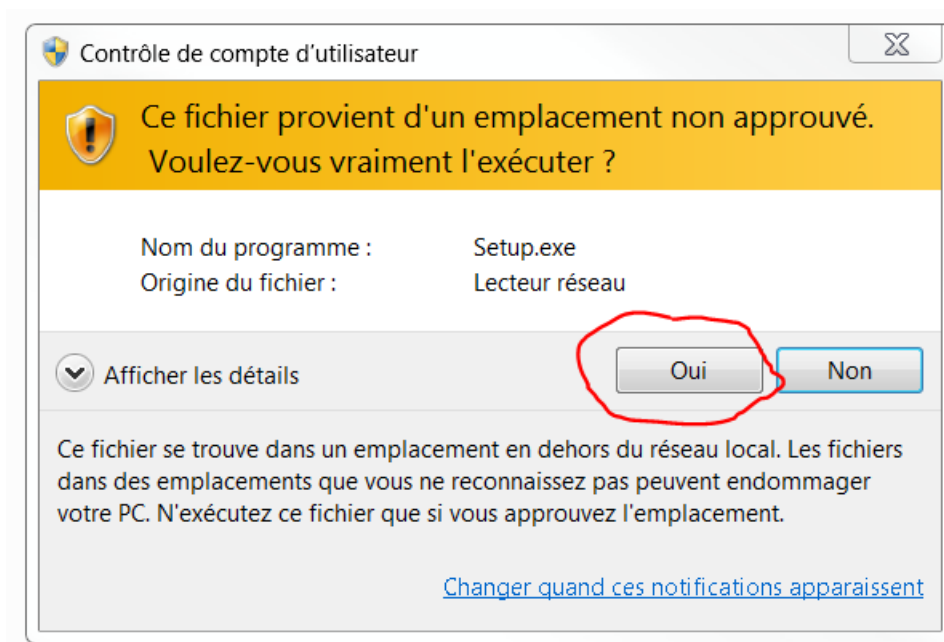 Contrôle de compte d'utilisateur
Ce fichier provient d'un emplacement non approuvé.
Voulez-vous vraiment l'exécuter ?
Nom du programme : Setup.exe
Origine du fichier : Lecteur réseau
Afficher les détails Oui Non
Ce fichier se trouve dans un emplacement en dehors du réseau local. Les fichiers
dans des emplacements que vous ne reconnaissez pas peuvent endommager
votre PC. N'exécutez ce fichier que si vous approuvez l'emplacement.
Changer quand ces notifications apparaissent